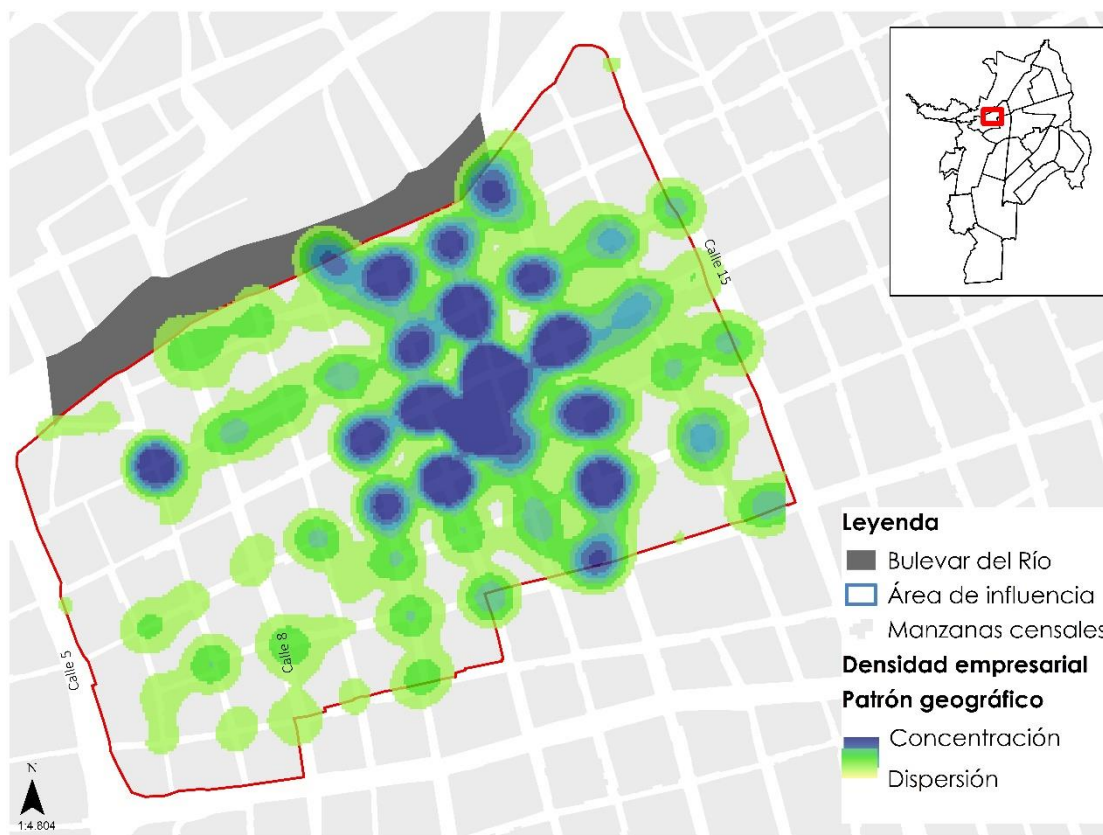 Calle 15
Calle 8
Calle 5
N
1:4.804
Leyenda
Bulevar del Río
Área de influencia
Manzanas censales
Densidad empresarial
Patrón geográfico
Concentración
Dispersión